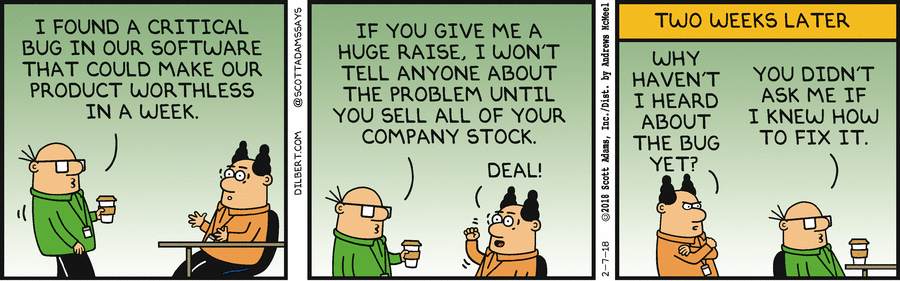 I FOUND A CRITICAL
BUG IN OUR SOFTWARE
THAT COULD MAKE OUR
PRODUCT WORTHLESS
IN A WEEK.
DILBERT.COM @SCOTTADAMSSAYS
IF YOU GIVE ME A
HUGE RAISE, I WON'T
TELL ANYONE ABOUT
THE PROBLEM UNTIL
YOU SELL ALL OF YOUR
COMPANY STOCK.
DEAL!
2-7-18 ©2018 Scott Adams, Inc./Dist. by Andrews McMeel
TWO WEEKS LATER
WHY
HAVEN'T
I HEARD
ABOUT
THE BUG
YET?
YOU DIDN'T
ASK ME IF
I KNEW HOW
TO FIX IT.